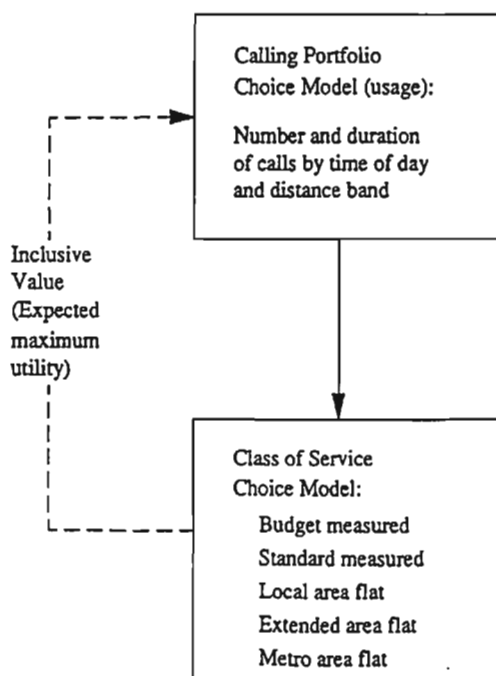 Calling Portfolio
Choice Model (usage):
Number and duration
of calls by time of day
and distance band
Inclusive
Value
(Expected
maximum
utility)
Class of Service
Choice Model:
Budget measured
Standard measured
Local area flat
Extended area flat
Metro area flat